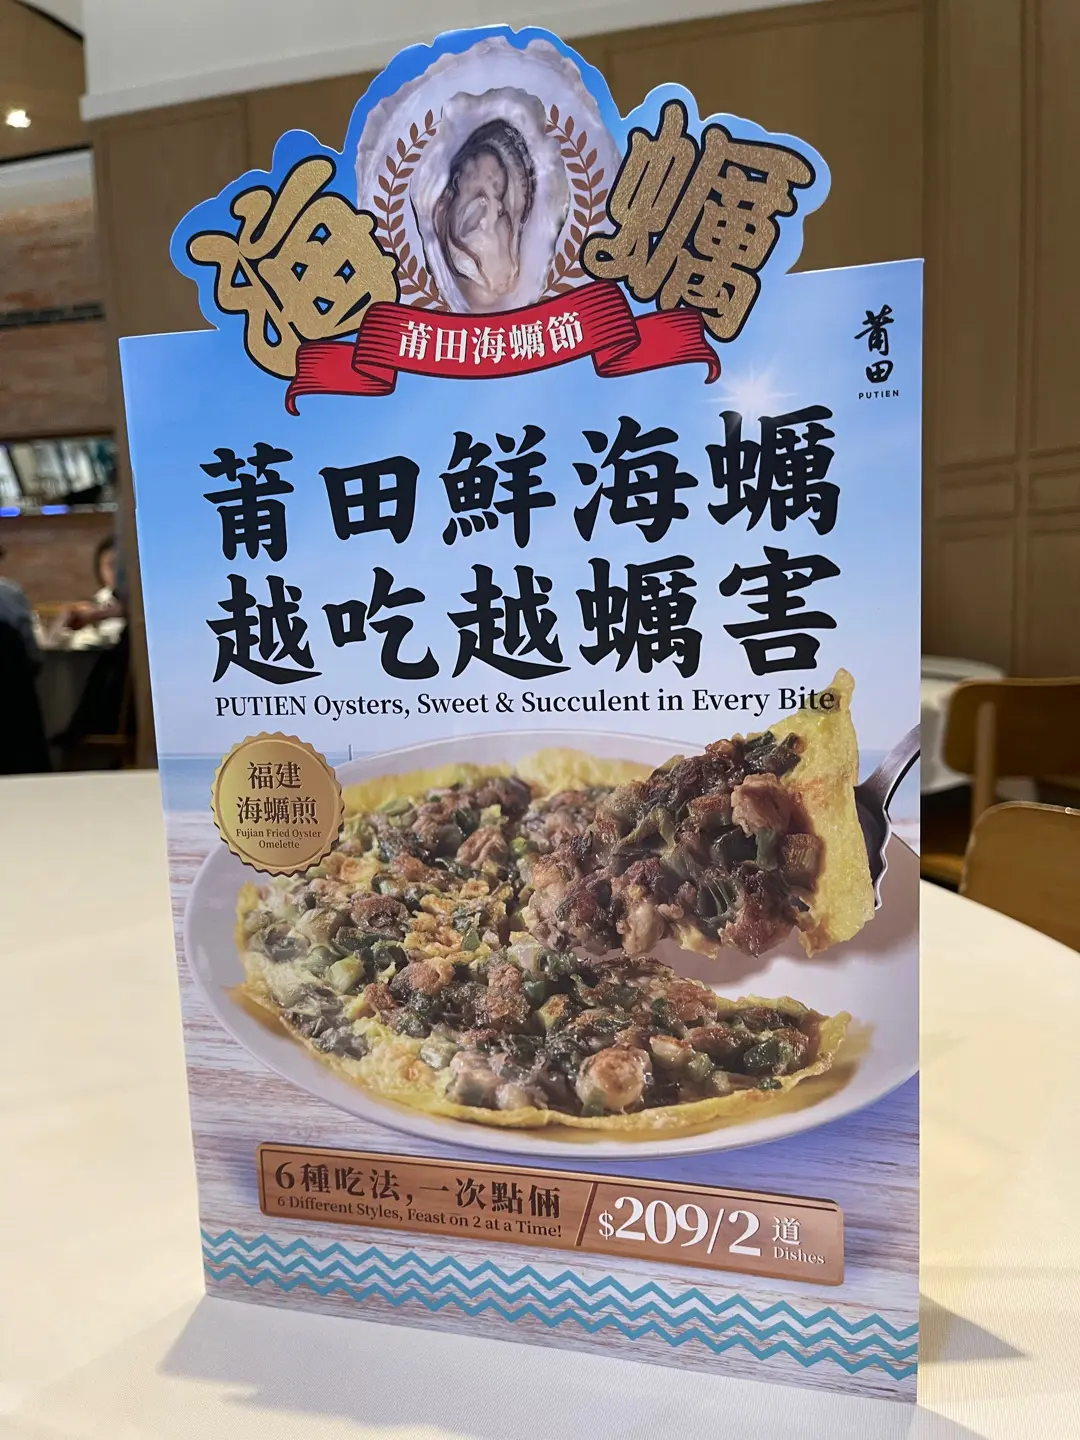 海蠣
莆田海蠣節
莆田
PUTIEN
莆田鮮海蠣
越吃越蠣害
PUTIEN Oysters, Sweet & Succulent in Every Bite
福建
海蠣煎
Fujian Fried Oyster
Omelette
6種吃法,一次點倆
6 Different Styles, Feast on 2 at a Time!
$209/2 道
Dishes